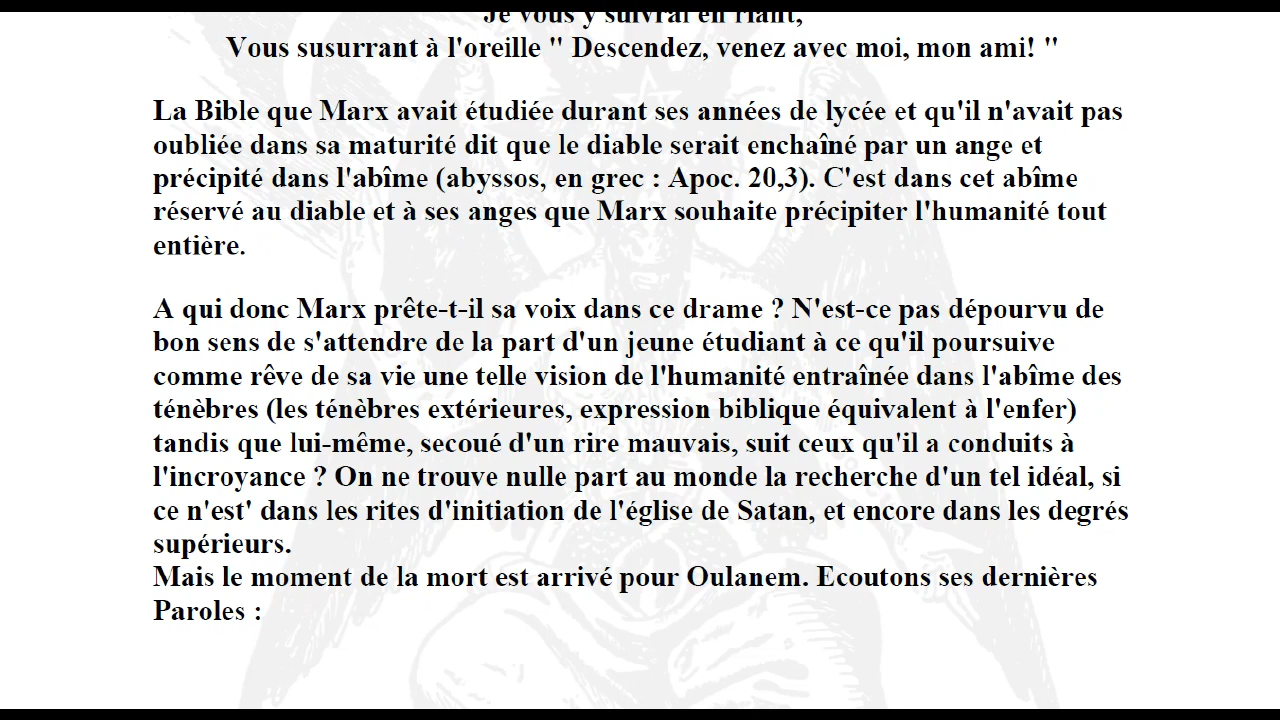 Je vous y suivrai en riant,
Vous susurrant à l'oreille " Descendez, venez avec moi, mon ami! "
La Bible que Marx avait étudiée durant ses années de lycée et qu'il n'avait pas
oubliée dans sa maturité dit que le diable serait enchaîné par un ange et
précipité dans l'abîme (abyssos, en grec : Apoc. 20,3). C'est dans cet abîme
réservé au diable et à ses anges que Marx souhaite précipiter l'humanité tout
entière.
A qui donc Marx prête-t-il sa voix dans ce drame ? N'est-ce pas dépourvu de
bon sens de s'attendre de la part d'un jeune étudiant à ce qu'il poursuive
comme rêve de sa vie une telle vision de l'humanité entraînée dans l'abîme des
ténèbres (les ténèbres extérieures, expression biblique équivalent à l'enfer)
tandis que lui-même, secoué d'un rire mauvais, suit ceux qu'il a conduits à
l'incroyance ? On ne trouve nulle part au monde la recherche d'un tel idéal, si
ce n'est' dans les rites d'initiation de l'église de Satan, et encore dans les degrés
supérieurs.
Mais le moment de la mort est arrivé pour Oulanem. Ecoutons ses dernières
Paroles :